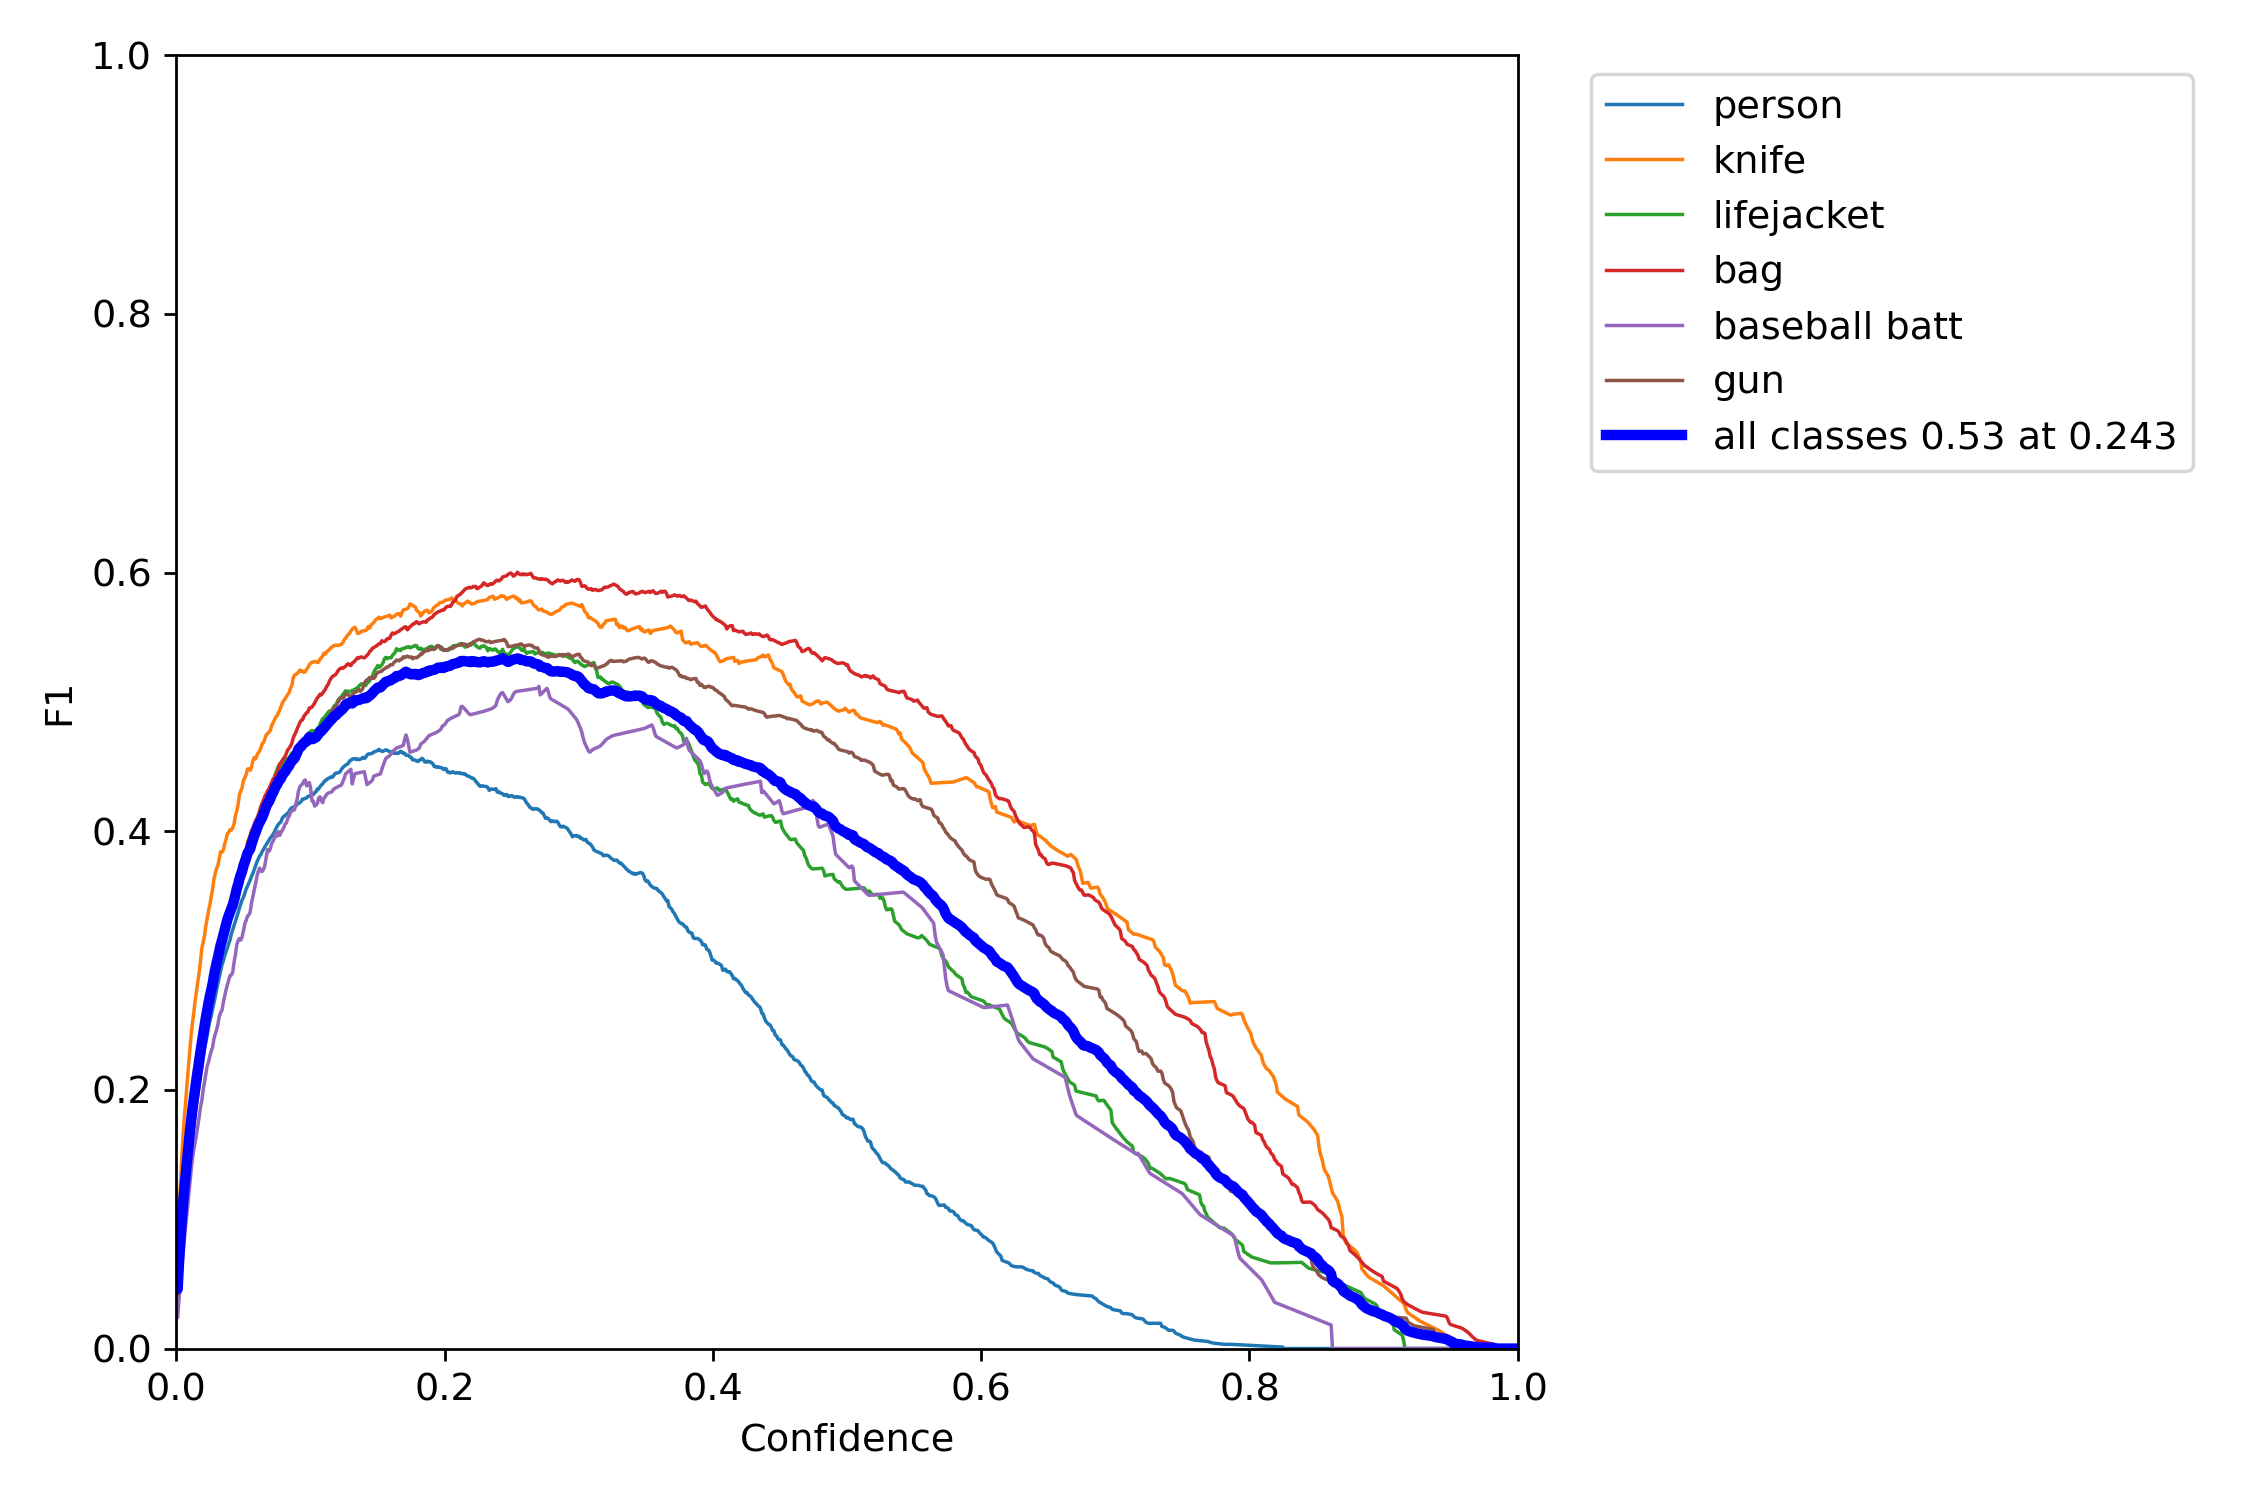 1.0
0.8
0.6
0.4
0.2
0.0
F1
0.0 0.2 0.4 0.6 0.8 1.0
Confidence
person
knife
lifejacket
bag
baseball batt
gun
all classes 0.53 at 0.243